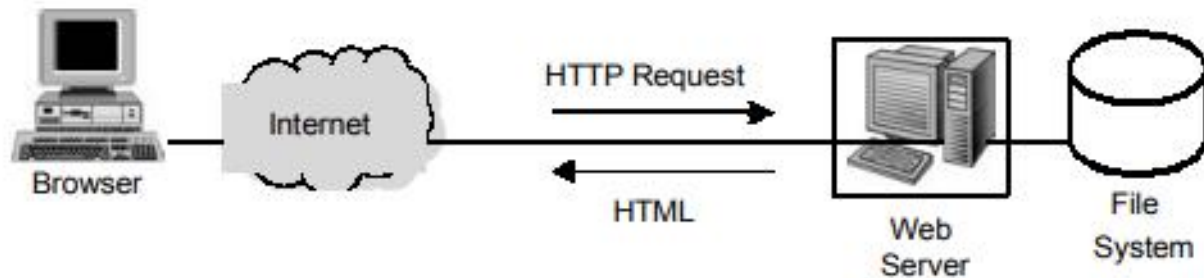 Browser
Internet
HTTP Request
HTML
Web
Server
File
System